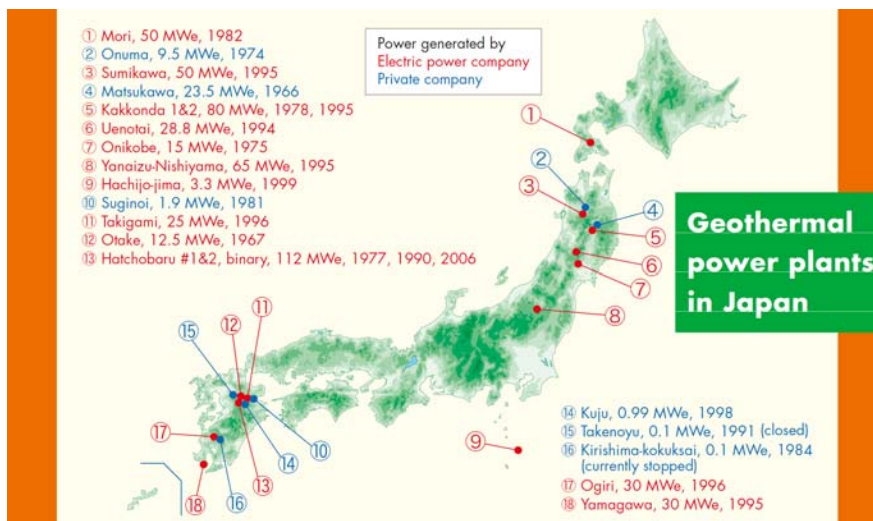 ① Mori, 50 MWe, 1982
② Onuma, 9.5 MWe, 1974
③ Sumikawa, 50 MWe, 1995
④ Matsukawa, 23.5 MWe, 1966
⑤ Kakkonda 1&2, 80 MWe, 1978, 1995
⑥ Uenotai, 28.8 MWe, 1994
⑦ Onikobe, 15 MWe, 1975
⑧ Yanaizu-Nishiyama, 65 MWe, 1995
⑨ Hachijo-jima, 3.3 MWe, 1999
⑩ Suginoi, 1.9 MWe, 1981
⑪ Takigami, 25 MWe, 1996
⑫ Otake, 12.5 MWe, 1967
⑬ Hatchobaru #1&2, binary, 112 MWe, 1977, 1990, 2006
Power generated by
Electric power company
Private company
①
②
③
④
⑤
⑥
⑦
⑧
Geothermal
power plants
in Japan
⑮
⑫
⑪
⑰
⑱
⑯
⑬
⑭
⑩
⑨
⑭ Kuju, 0.99 MWe, 1998
⑮ Takenoyu, 0.1 MWe, 1991 (closed)
⑯ Kirishima-kokuksai, 0.1 MWe, 1984
(currently stopped)
⑰ Ogiri, 30 MWe, 1996
⑱ Yamagawa, 30 MWe, 1995